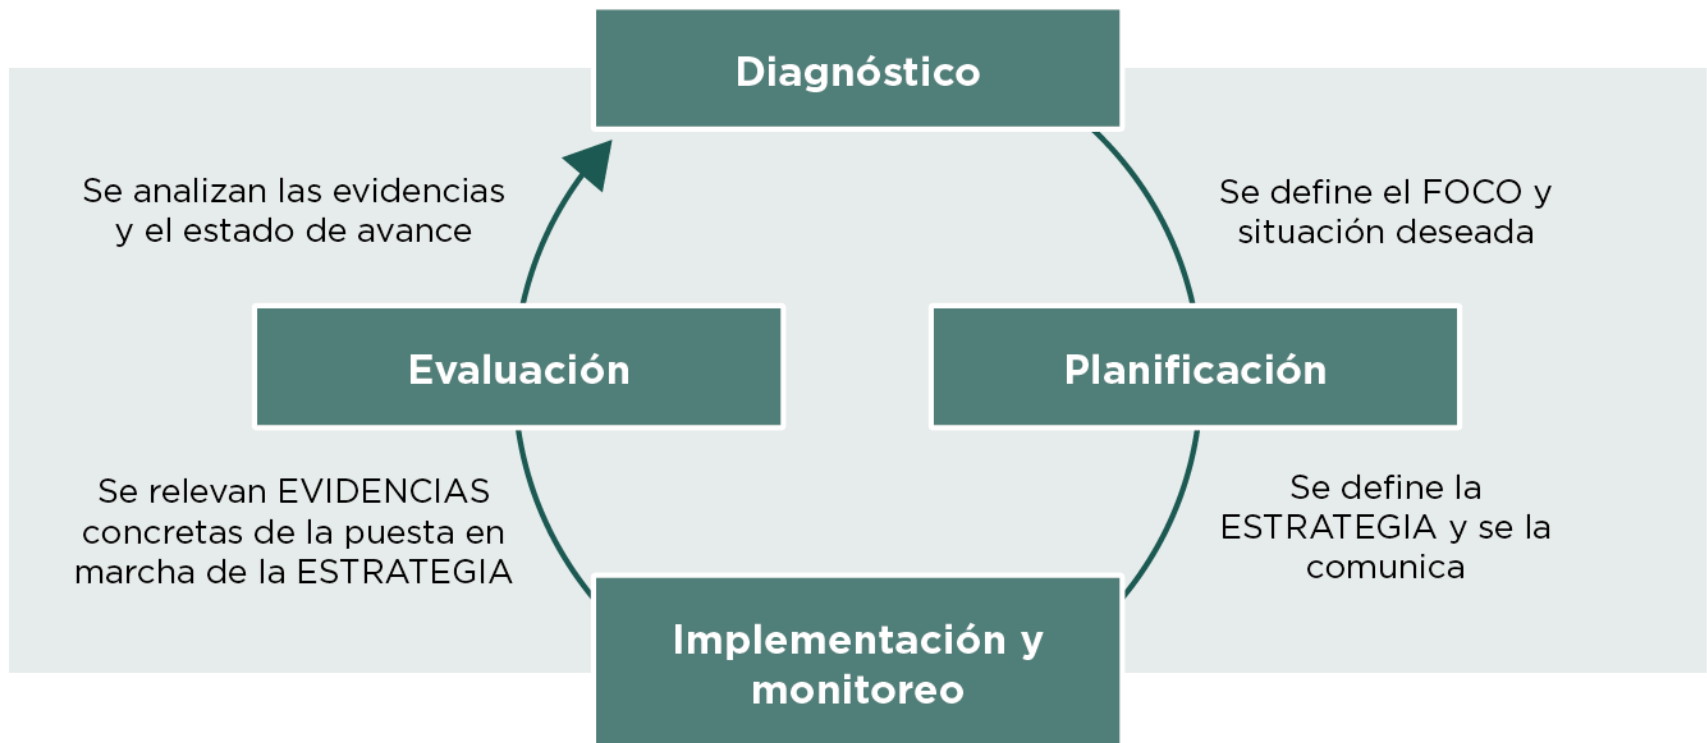 Diagnóstico
Se define el FOCO y
situación deseada
Planificación
Se define la
ESTRATEGIA y se la
comunica
Implementación y
monitoreo
Se relevan EVIDENCIAS
concretas de la puesta en
marcha de la ESTRATEGIA
Evaluación
Se analizan las evidencias
y el estado de avance